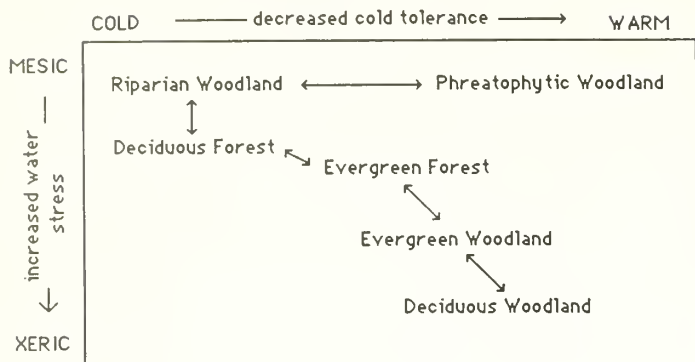 COLD decreased cold tolerance WARM
MESIC
Riparian Woodland Phreatophytic Woodland
Deciduous Forest
Evergreen Forest
increased water
stress
Evergreen Woodland
Deciduous Woodland
XERIC